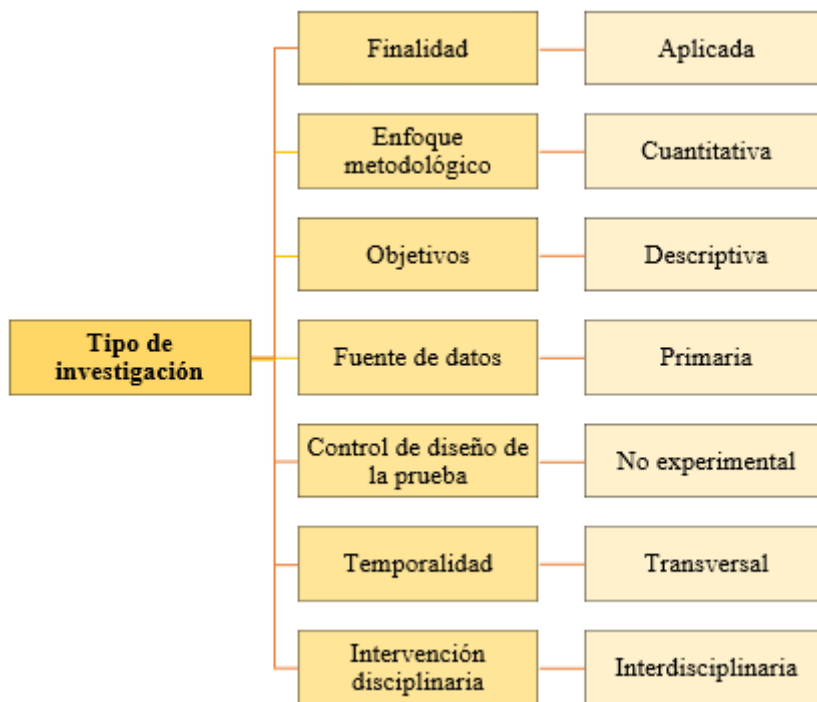 Finalidad
Aplicada
Enfoque
metodológico
Cuantitativa
Objetivos
Descriptiva
Tipo de
investigación
Fuente de datos
Primaria
Control de diseño de
la prueba
No experimental
Temporalidad
Transversal
Intervención
disciplinaria
Interdisciplinaria